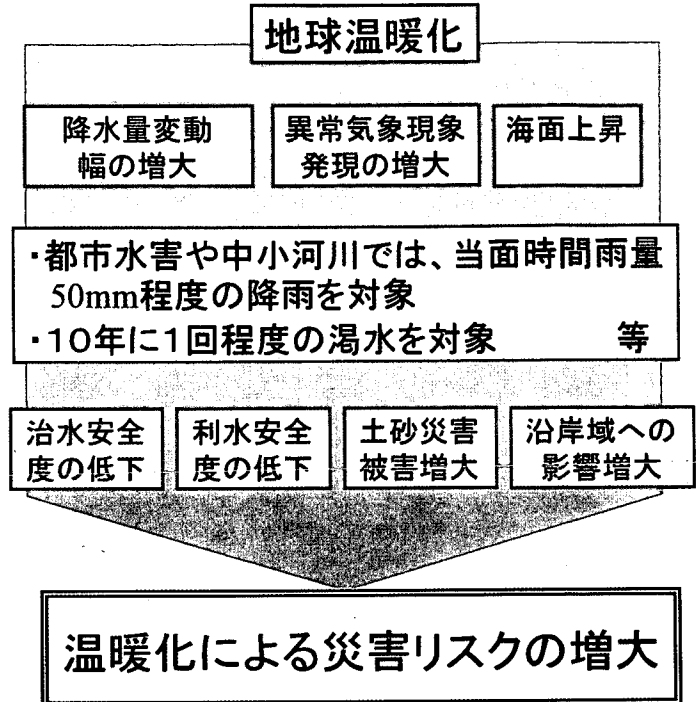 地球温暖化
降水量変動
幅の増大
異常気象現象
発現の増大
海面上昇
・都市水害や中小河川では、当面時間雨量
50mm程度の降雨を対象
・10年に1回程度の渇水を対象 等
治水安全
度の低下
利水安全
度の低下
土砂災害
被害増大
沿岸域への
影響増大
温暖化による災害リスクの増大